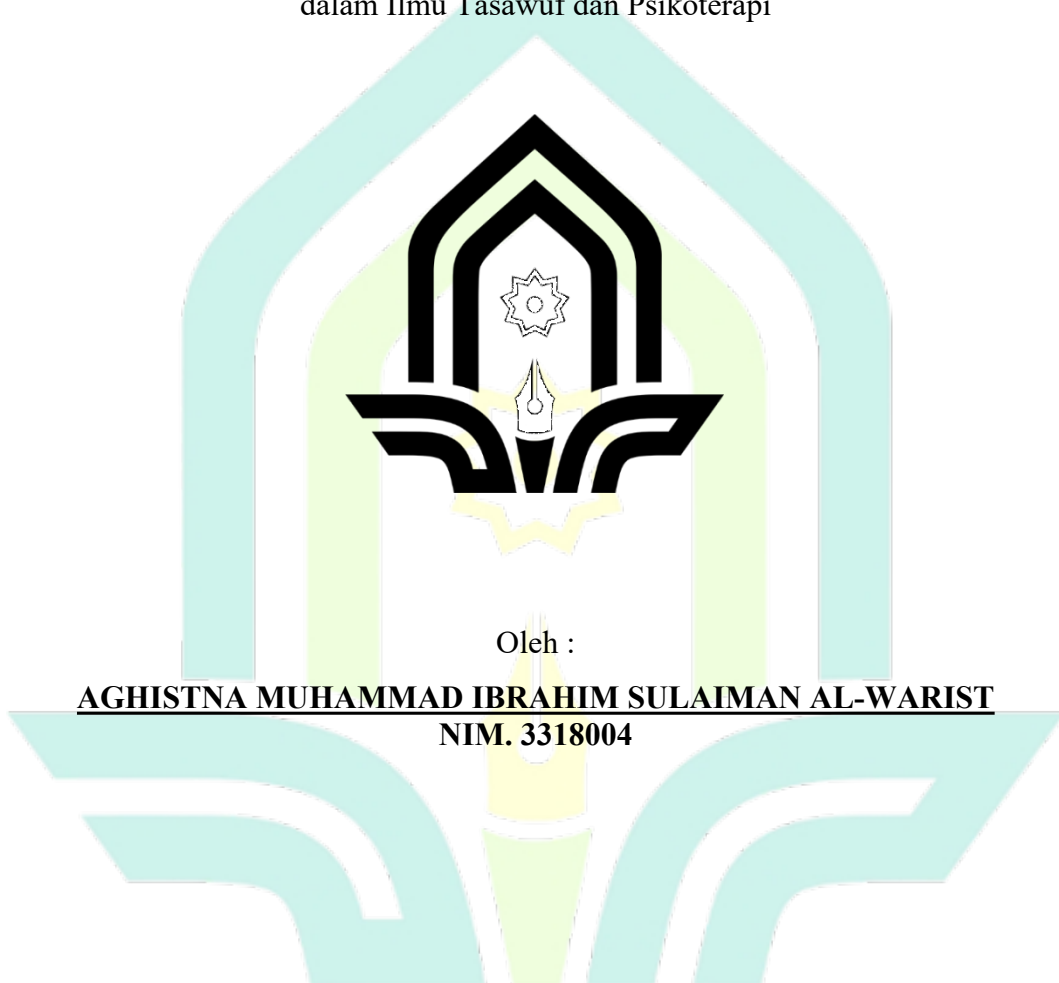 dalam Ilmu Tasawuf dan Psikoterapi
Oleh :
AGHISTNA MUHAMMAD IBRAHIM SULAIMAN AL-WARIST
NIM. 3318004